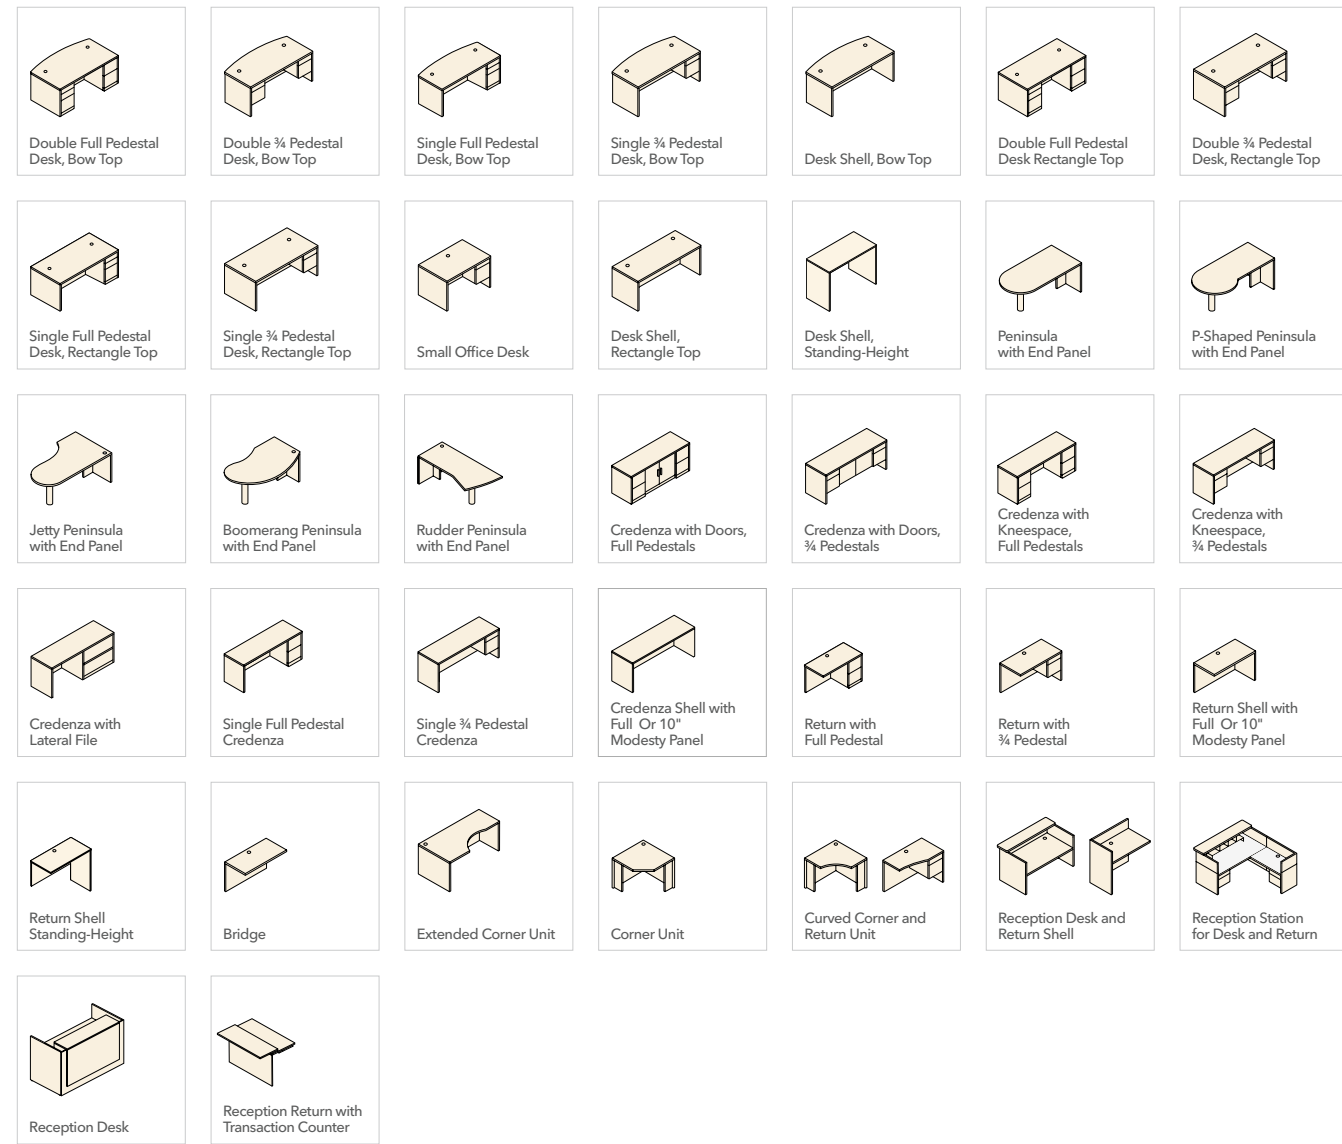 Double Full Pedestal
Desk, Bow Top
Double ¾ Pedestal
Desk, Bow Top
Single Full Pedestal
Desk, Bow Top
Single ¾ Pedestal
Desk, Bow Top
Desk Shell, Bow Top
Double Full Pedestal
Desk Rectangle Top
Double ¾ Pedestal
Desk, Rectangle Top
Single Full Pedestal
Desk, Rectangle Top
Single ¾ Pedestal
Desk, Rectangle Top
Small Office Desk
Desk Shell,
Rectangle Top
Desk Shell,
Standing-Height
Peninsula
with End Panel
P-Shaped Peninsula
with End Panel
Jetty Peninsula
with End Panel
Boomerang Peninsula
with End Panel
Rudder Peninsula
with End Panel
Credenza with Doors,
Full Pedestals
Credenza with Doors,
¾ Pedestals
Credenza with
Kneespace,
Full Pedestals
Credenza with
Kneespace,
¾ Pedestals
Credenza with
Lateral File
Single Full Pedestal
Credenza
Single ¾ Pedestal
Credenza
Credenza Shell with
Full Or 10"
Modesty Panel
Return with
Full Pedestal
Return with
¾ Pedestal
Return Shell with
Full Or 10"
Modesty Panel
Return Shell
Standing-Height
Bridge
Extended Corner Unit
Corner Unit
Curved Corner and
Return Unit
Reception Desk and
Return Shell
Reception Station
for Desk and Return
Reception Desk
Reception Return with
Transaction Counter